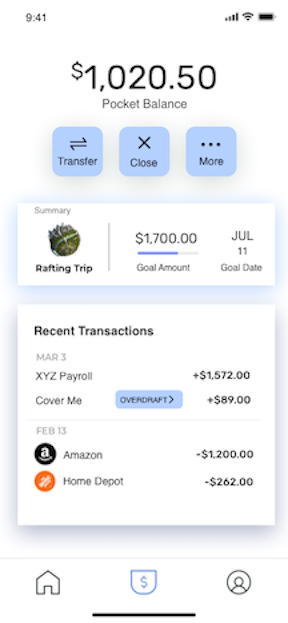 9:41
$1,020.50
Pocket Balance
Transfer Close More
Summary
Rafting Trip
$1,700.00
Goal Amount
JUL
11
Goal Date
Recent Transactions
MAR 3
XYZ Payroll +$1,572.00
Cover Me OVERDRAFT > +$89.00
FEB 13
a Amazon -$1,200.00
Home Depot -$262.00
$